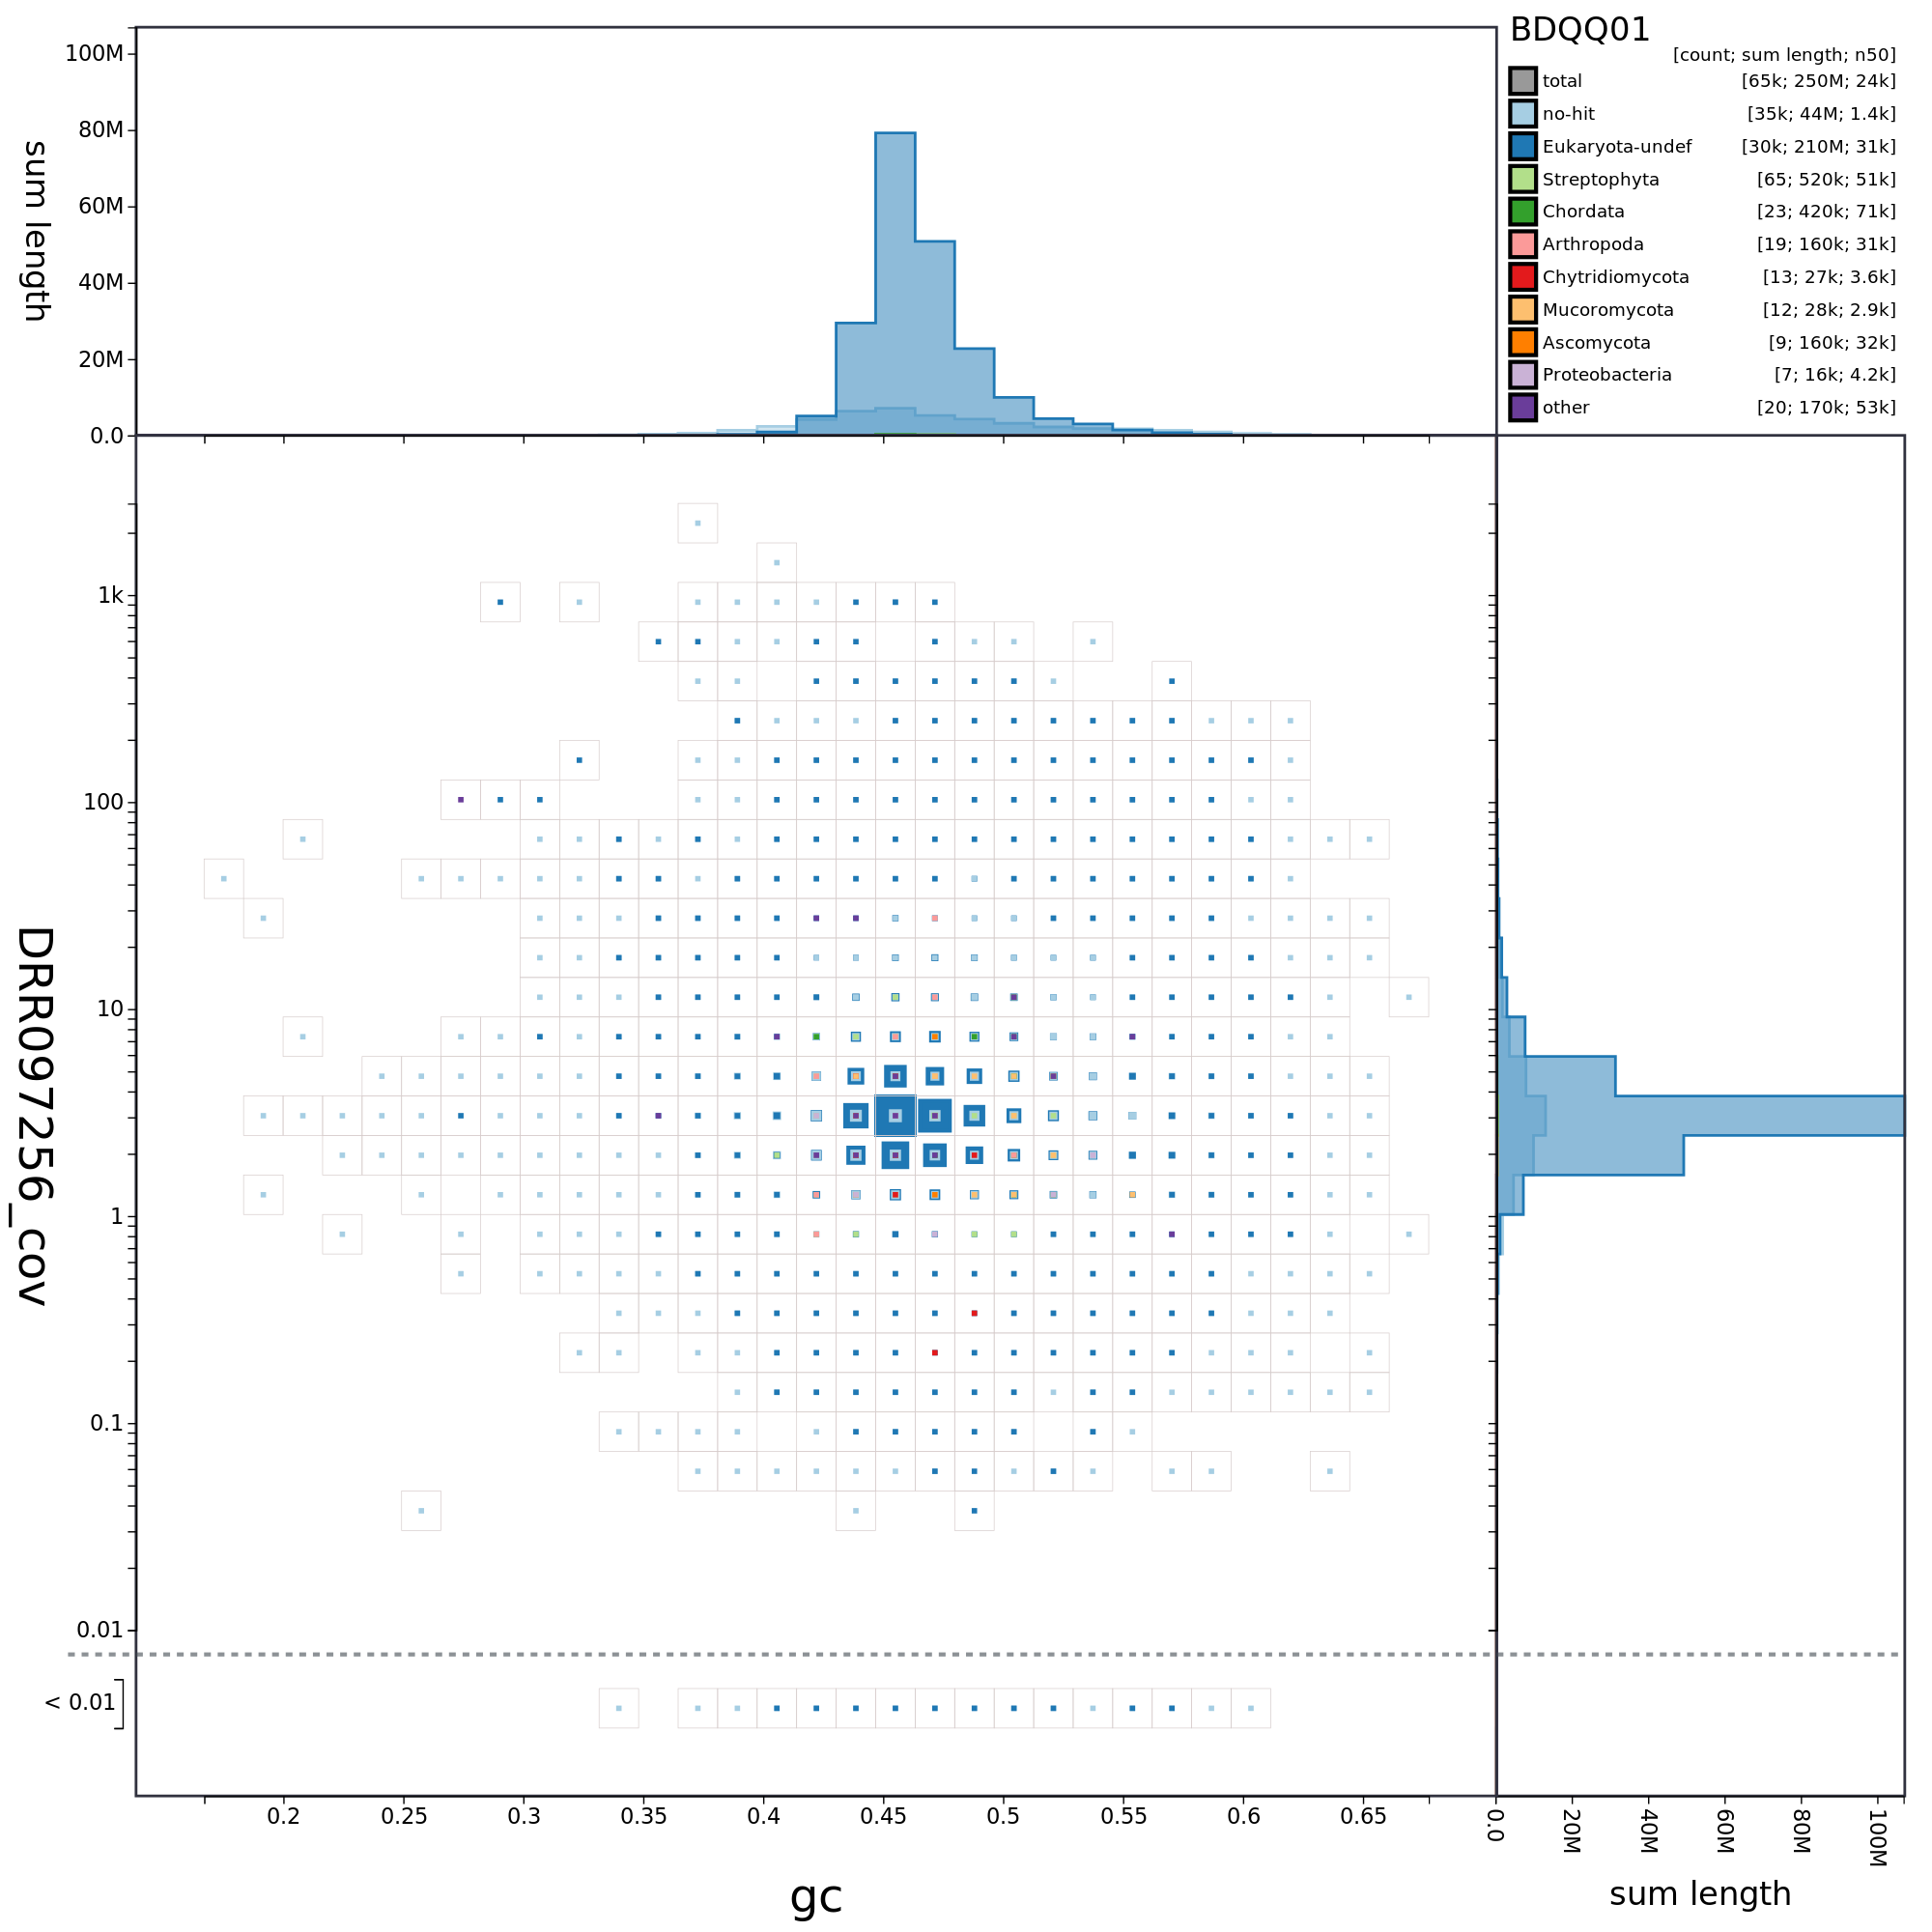 BDQQ01
[count; sum length; n50]
total [65k; 250M; 24k]
no-hit [35k; 44M; 1.4k]
Eukaryota-undef [30k; 210M; 31k]
Streptophyta [65; 520k; 51k]
Chordata [23; 420k; 71k]
Arthropoda [19; 160k; 31k]
Chytridiomycota [13; 27k; 3.6k]
Mucoromycota [12; 28k; 2.9k]
Ascomycota [9; 160k; 32k]
Proteobacteria [7; 16k; 4.2k]
other [20; 170k; 53k]
sum length
100M
80M
60M
40M
20M
0.0
DRR097256_cov
1k
100
10
1
0.1
0.01
< 0.01
0.2 0.25 0.3 0.35 0.4 0.45 0.5 0.55 0.6 0.65
gc
0.0 20M 40M 60M 80M 100M
sum length